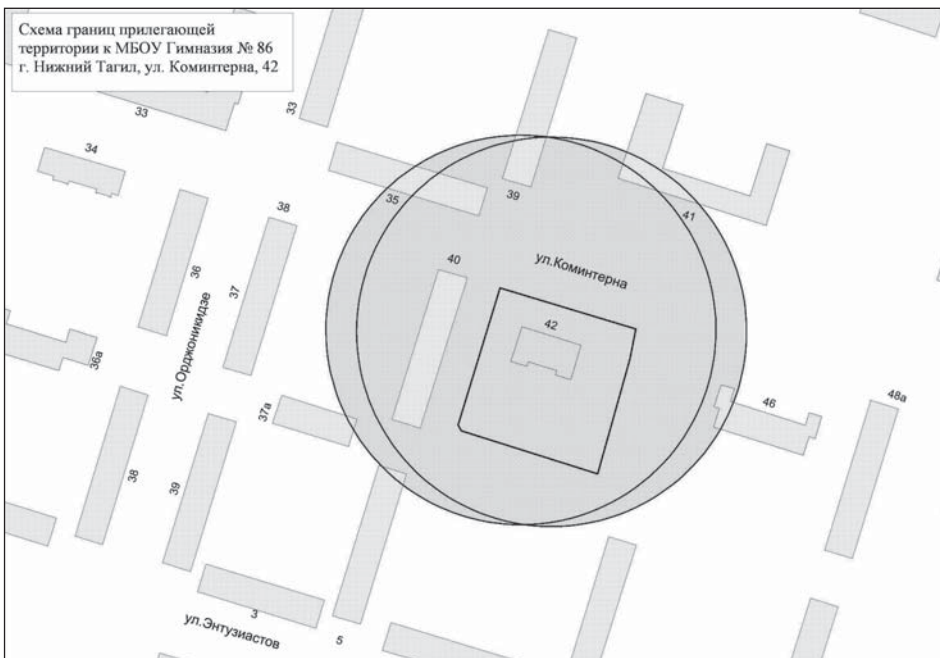 Схема границ прилегающей
территории к МБОУ Гимназия № 86
г. Нижний Тагил, ул. Коминтерна, 42
33
33
34
35
39
41
38
36
37
40
ул.Коминтерна
42
ул.Орджоникидзе
36а
37а
46
48а
38
39
3
5
ул.Энтузиастов